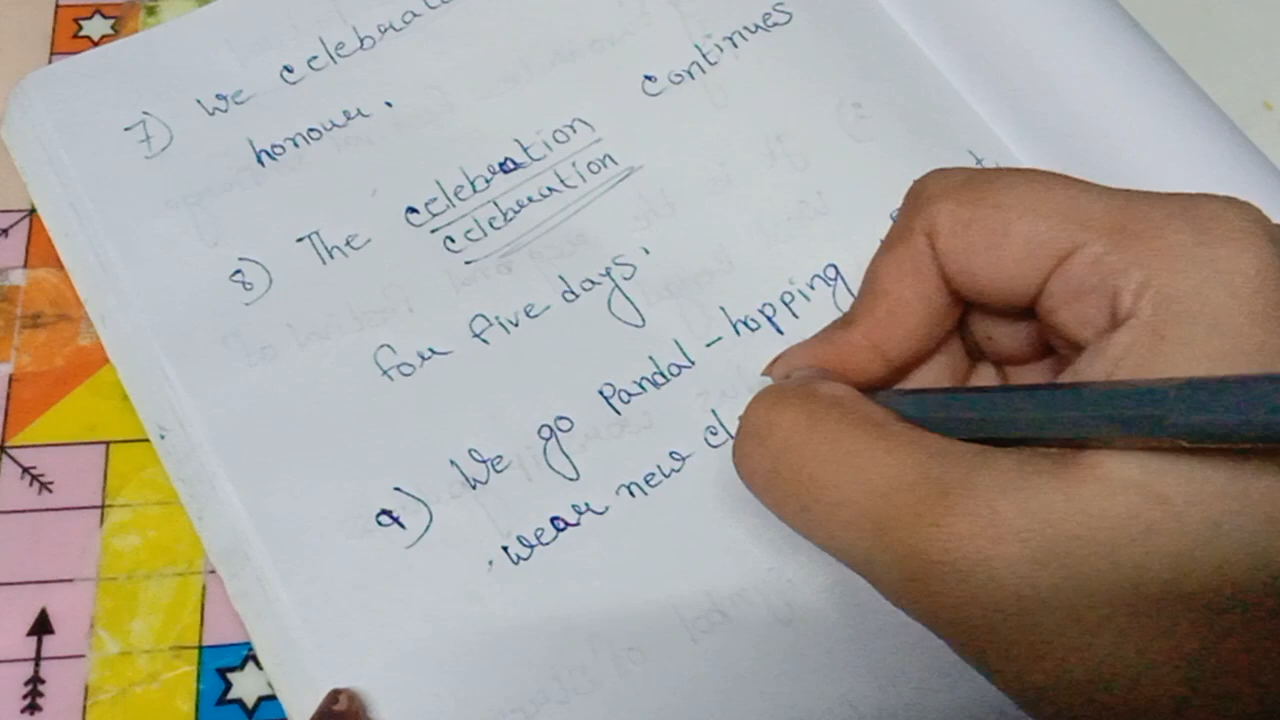 7) We celebrate
honour.
8) The celebration continues
celebration
for five days.
9) We go Pandal-hopping
wear new cl